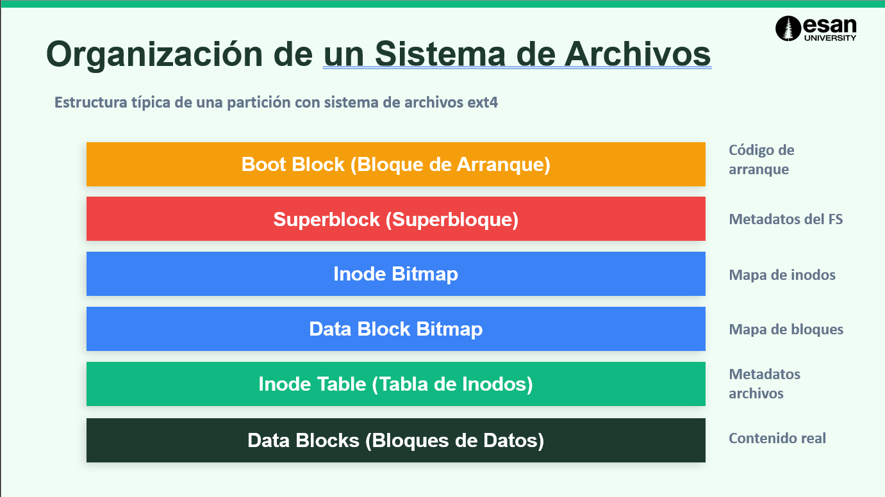 esan
UNIVERSITY
Organización de un Sistema de Archivos
Estructura típica de una partición con sistema de archivos ext4
Boot Block (Bloque de Arranque)
Código de
arranque
Superblock (Superbloque)
Metadatos del FS
Inode Bitmap
Mapa de inodos
Data Block Bitmap
Mapa de bloques
Inode Table (Tabla de Inodos)
Metadatos
archivos
Data Blocks (Bloques de Datos)
Contenido real